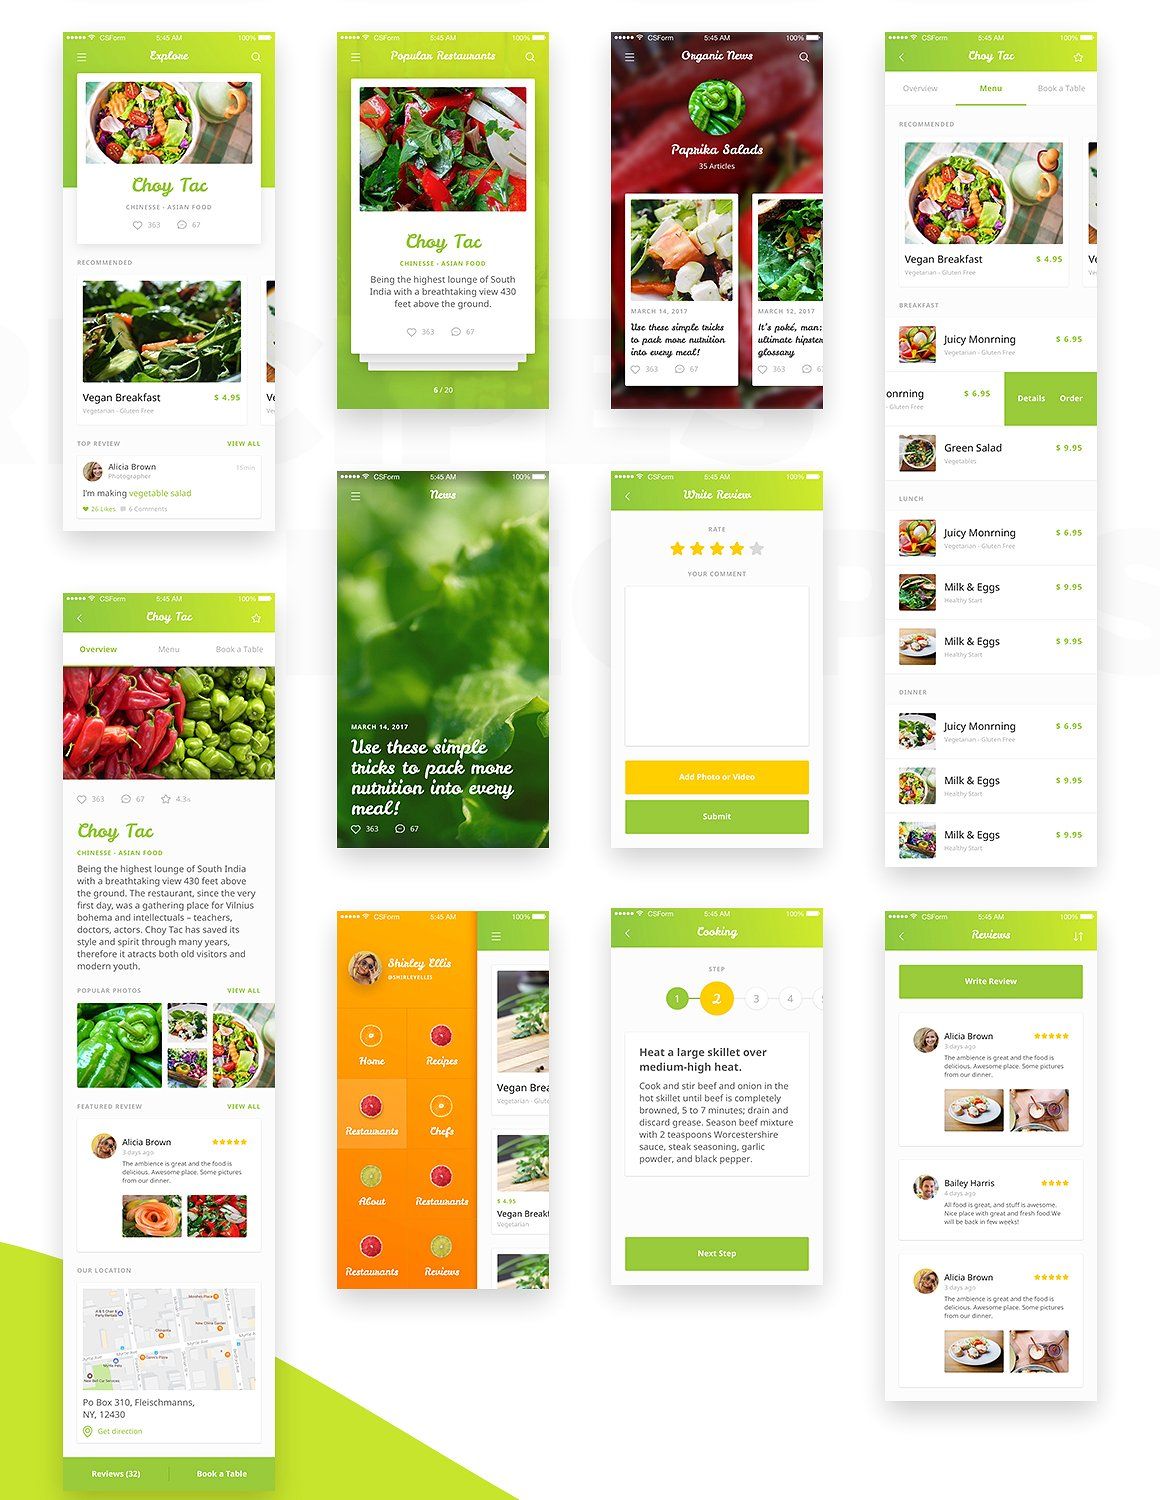 CSForm 5:45 AM 100%
Explore
Choy Tac
CHINESSE - ASIAN FOOD
363 67
RECOMMENDED
Vegan Breakfast $ 4.95
Vegetarian - Gluten Free
TOP REVIEW VIEW ALL
Alicia Brown 15min
Photographer
I'm making vegetable salad
26 Likes 6 Comments
CSForm 5:45 AM 100%
Popular Restaurants
Choy Tac
CHINESSE - ASIAN FOOD
Being the highest lounge of South
India with a breathtaking view 430
feet above the ground.
363 67
6 / 20
CSForm 5:45 AM 100%
Organic News
Paprika Salads
35 Articles
MARCH 14, 2017
Use these simple tricks
to pack more nutrition
into every meal!
363 67
MARCH 12, 2017
It's poké, man:
ultimate hipster
glossary
363 6
CSForm 5:45 AM 100%
Choy Tac
Overview Menu Book a Table
RECOMMENDED
Vegan Breakfast $ 4.95
Vegetarian - Gluten Free
BREAKFAST
Juicy Monrning $ 6.95
Vegetarian - Gluten Free
onrning $ 6.95 Details Order
- Gluten Free
Green Salad $ 9.95
Vegetables
LUNCH
Juicy Monrning $ 6.95
Vegetarian - Gluten Free
Milk & Eggs $ 9.95
Healthy Start
Milk & Eggs $ 9.95
Healthy Start
DINNER
Juicy Monrning $ 6.95
Vegetarian - Gluten Free
Milk & Eggs $ 9.95
Healthy Start
Milk & Eggs $ 9.95
Healthy Start
CSForm 5:45 AM 100%
News
MARCH 14, 2017
Use these simple
tricks to pack more
nutrition into every
meal!
363 67
CSForm 5:45 AM 100%
Write Review
RATE
YOUR COMMENT
Add Photo or Video
Submit
CSForm 5:45 AM 100%
Choy Tac
Overview Menu Book a Table
363 67
Choy Tac
CHINESSE - ASIAN FOOD
Being the highest lounge of South India
with a breathtaking view 430 feet above
the ground. The restaurant, since the very
first day, was a gathering place for Vilnius
bohema and intellectuals – teachers,
doctors, actors. Choy Tac has saved its
style and spirit through many years,
therefore it atracts both old visitors and
modern youth.
POPULAR PHOTOS VIEW ALL
FEATURED REVIEW VIEW ALL
Alicia Brown
3 days ago
The ambience is great and the food is
delicious. Awesome place. Some pictures
from our dinner.
OUR LOCATION
Po Box 310, Fleischmanns,
NY, 12430
Get direction
Reviews (32) Book a Table
CSForm 5:45 AM 100%
Shirley Ellis
@SHIRLEYELLIS
Home Recipes
Restaurants Chefs
About Restaurants
Restaurants Reviews
Vegan Brea
Vegetarian - Glute
$ 4.95
Vegan Breakf
Vegetarian
CSForm 5:45 AM 100%
Cooking
STEP
1 2 3 4
Heat a large skillet over
medium-high heat.
Cook and stir beef and onion in the
hot skillet until beef is completely
browned, 5 to 7 minutes; drain and
discard grease. Season beef mixture
with 2 teaspoons Worcestershire
sauce, steak seasoning, garlic
powder, and black pepper.
Next Step
CSForm 5:45 AM 100%
Reviews
Write Review
Alicia Brown
3 days ago
The ambience is great and the food is
delicious. Awesome place. Some pictures
from our dinner.
Bailey Harris
4 days ago
All food is great, and stuff is awesome.
Nice place with great and fresh food.We
will be back in few weeks!
Alicia Brown
3 days ago
The ambience is great and the food is
delicious. Awesome place. Some pictures
from our dinner.